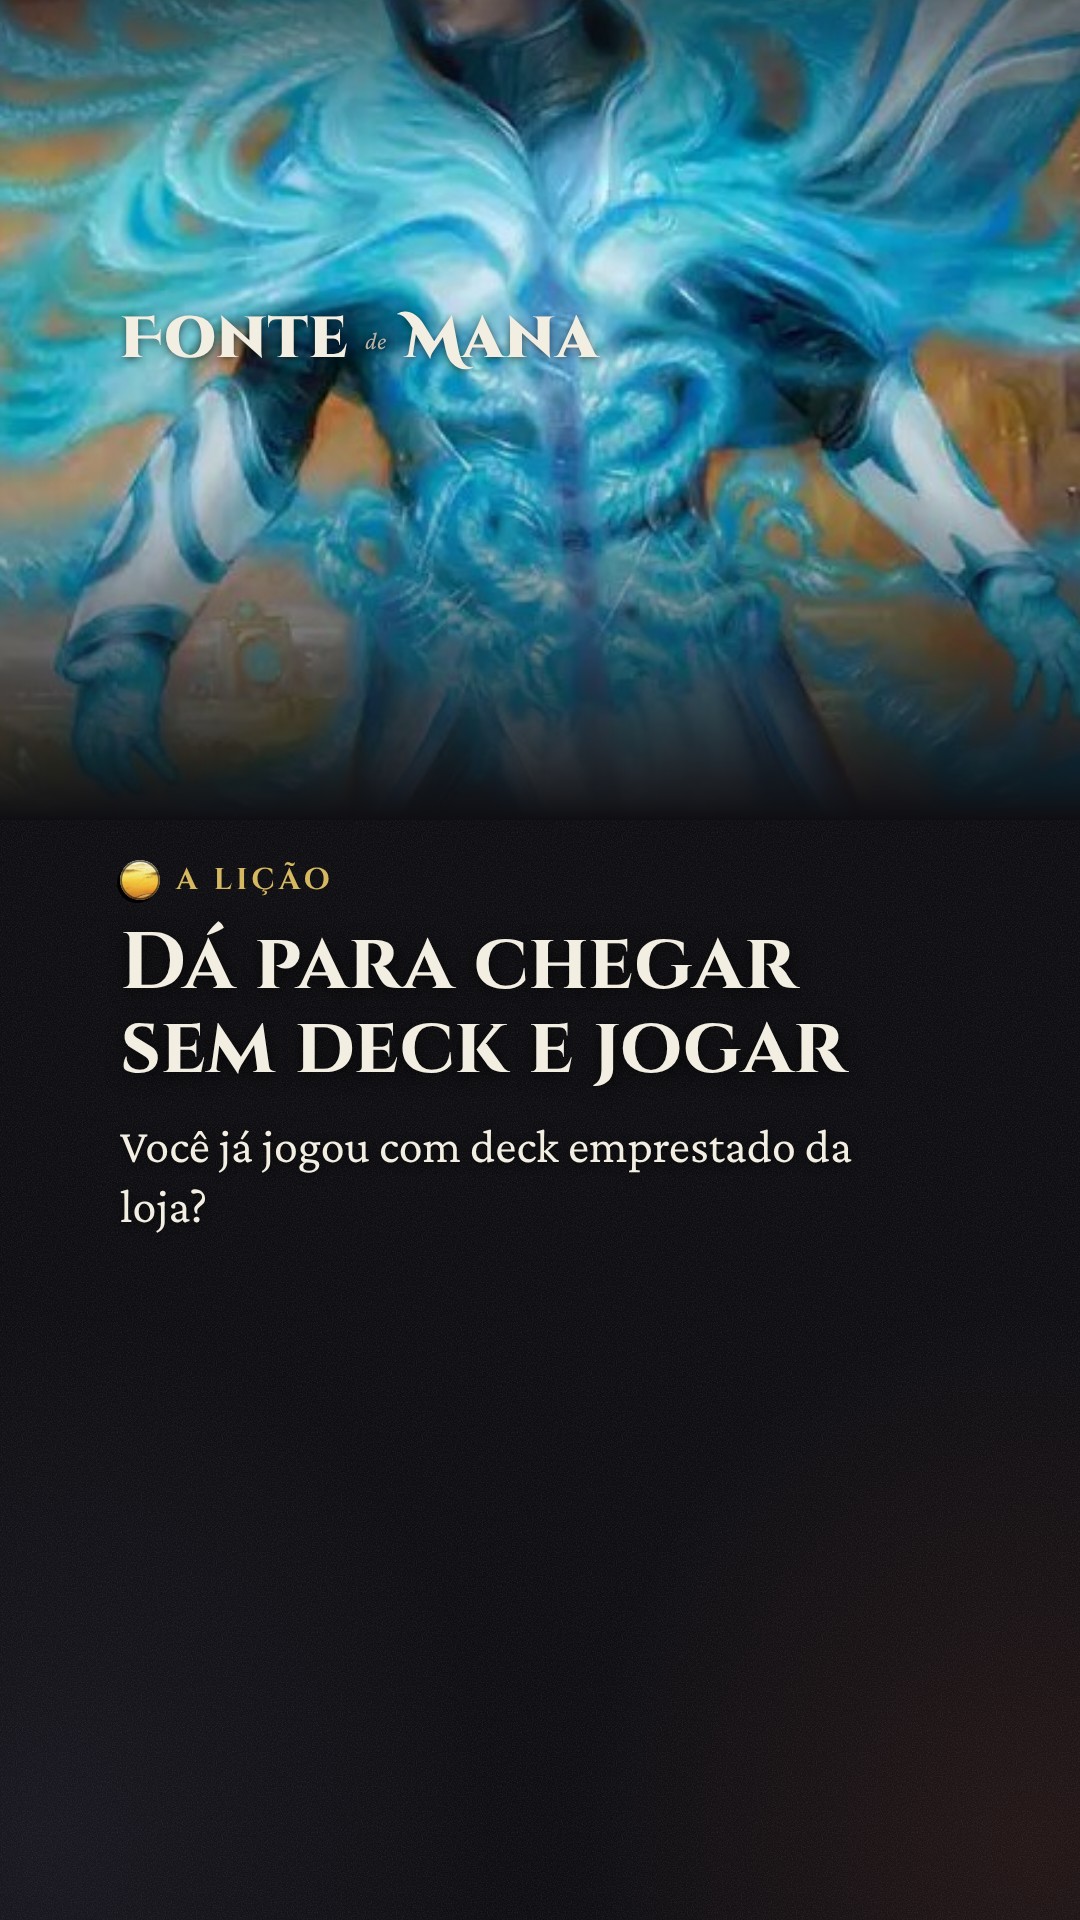 Fonte de Mana
A LIÇÃO
Dá para chegar
sem deck e jogar
Você já jogou com deck emprestado da
loja?